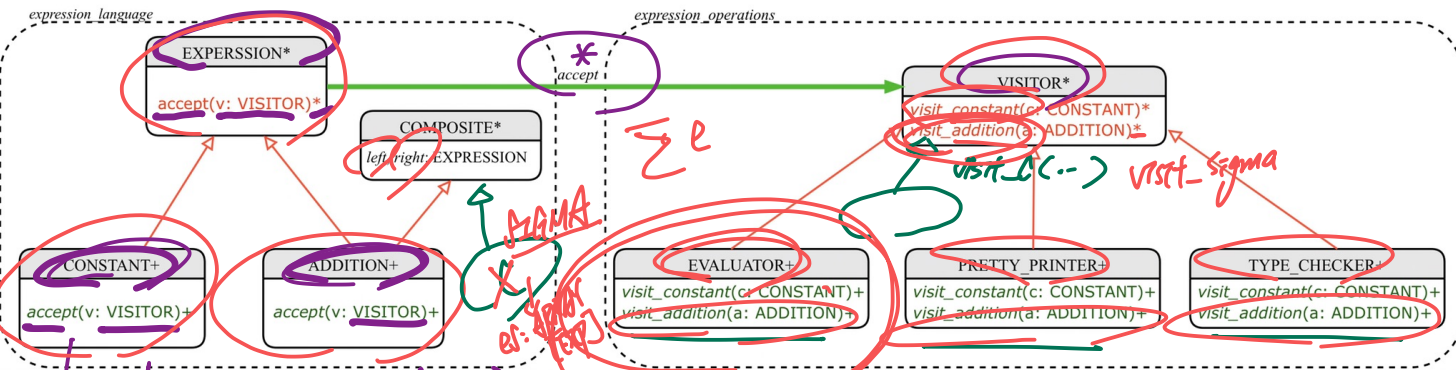 expression_language
expression_operations
EXPERSSION*
accept(v: VISITOR)*
*
accept
VISITOR*
visit_constant(c: CONSTANT)*
visit_addition(a: ADDITION)*
COMPOSITE*
left, right: EXPRESSION
Σ e
visit_C(...)
visit_sigma
SIGMA
CONSTANT+
accept(v: VISITOR)+
ADDITION+
accept(v: VISITOR)+
C
EVALUATOR+
visit_constant(c: CONSTANT)+
visit_addition(a: ADDITION)+
PRETTY_PRINTER+
visit_constant(c: CONSTANT)+
visit_addition(a: ADDITION)+
TYPE_CHECKER+
visit_constant(c: CONSTANT)+
visit_addition(a: ADDITION)+
es: